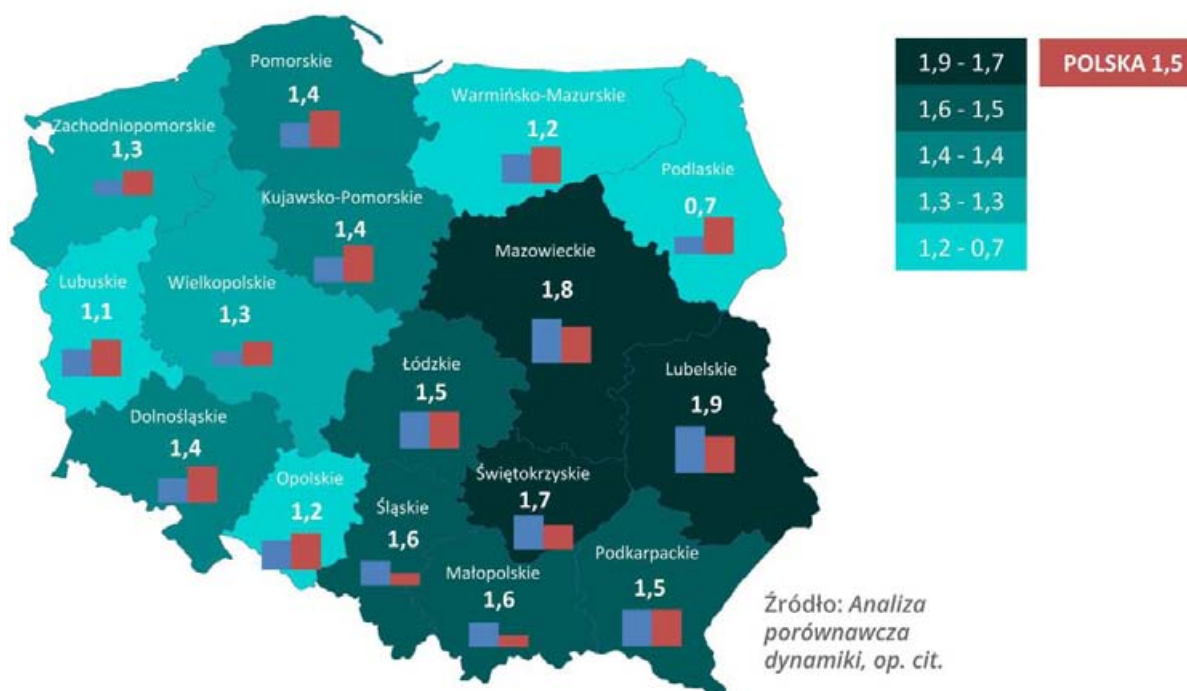 Pomorskie
1,4
Zachodniopomorskie
1,3
Warmińsko-Mazurskie
1,2
Podlaskie
0,7
Kujawsko-Pomorskie
1,4
Mazowieckie
1,8
Lubuskie
1,1
Wielkopolskie
1,3
Łódzkie
1,5
Lubelskie
1,9
Dolnośląskie
1,4
Opolskie
1,2
Śląskie
1,6
Świętokrzyskie
1,7
Małopolskie
1,6
Podkarpackie
1,5
1,9 - 1,7
1,6 - 1,5
1,4 - 1,4
1,3 - 1,3
1,2 - 0,7
POLSKA 1,5
Źródło: Analiza
porównawcza
dynamiki, op. cit.